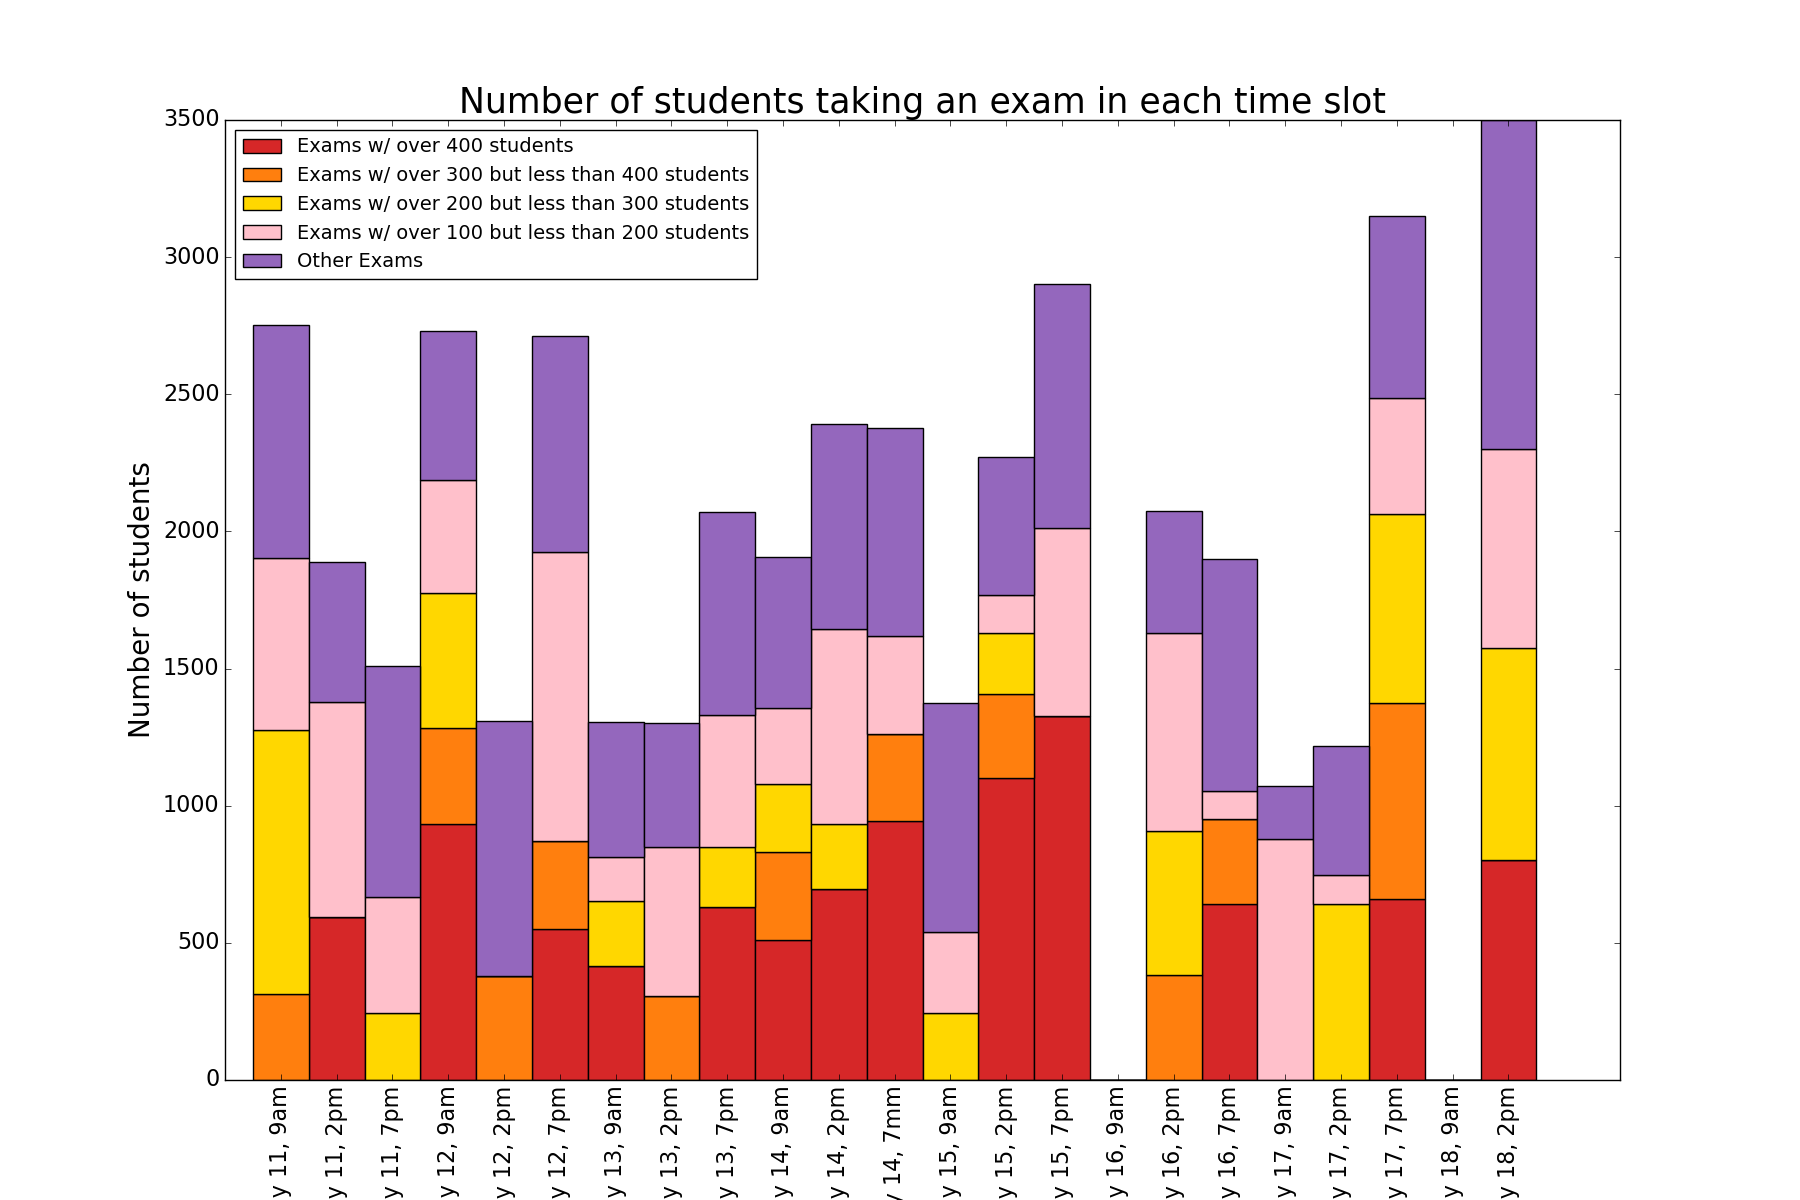 Number of students taking an exam in each time slot
Exams w/ over 400 students
Exams w/ over 300 but less than 400 students
Exams w/ over 200 but less than 300 students
Exams w/ over 100 but less than 200 students
Other Exams
3500
3000
2500
2000
1500
1000
500
0
Number of students
y 11, 9am
y 11, 2pm
y 11, 7pm
y 12, 9am
y 12, 2pm
y 12, 7pm
y 13, 9am
y 13, 2pm
y 13, 7pm
y 14, 9am
y 14, 2pm
y 14, 7mm
y 15, 9am
y 15, 2pm
y 15, 7pm
y 16, 9am
y 16, 2pm
y 16, 7pm
y 17, 9am
y 17, 2pm
y 17, 7pm
y 18, 9am
y 18, 2pm